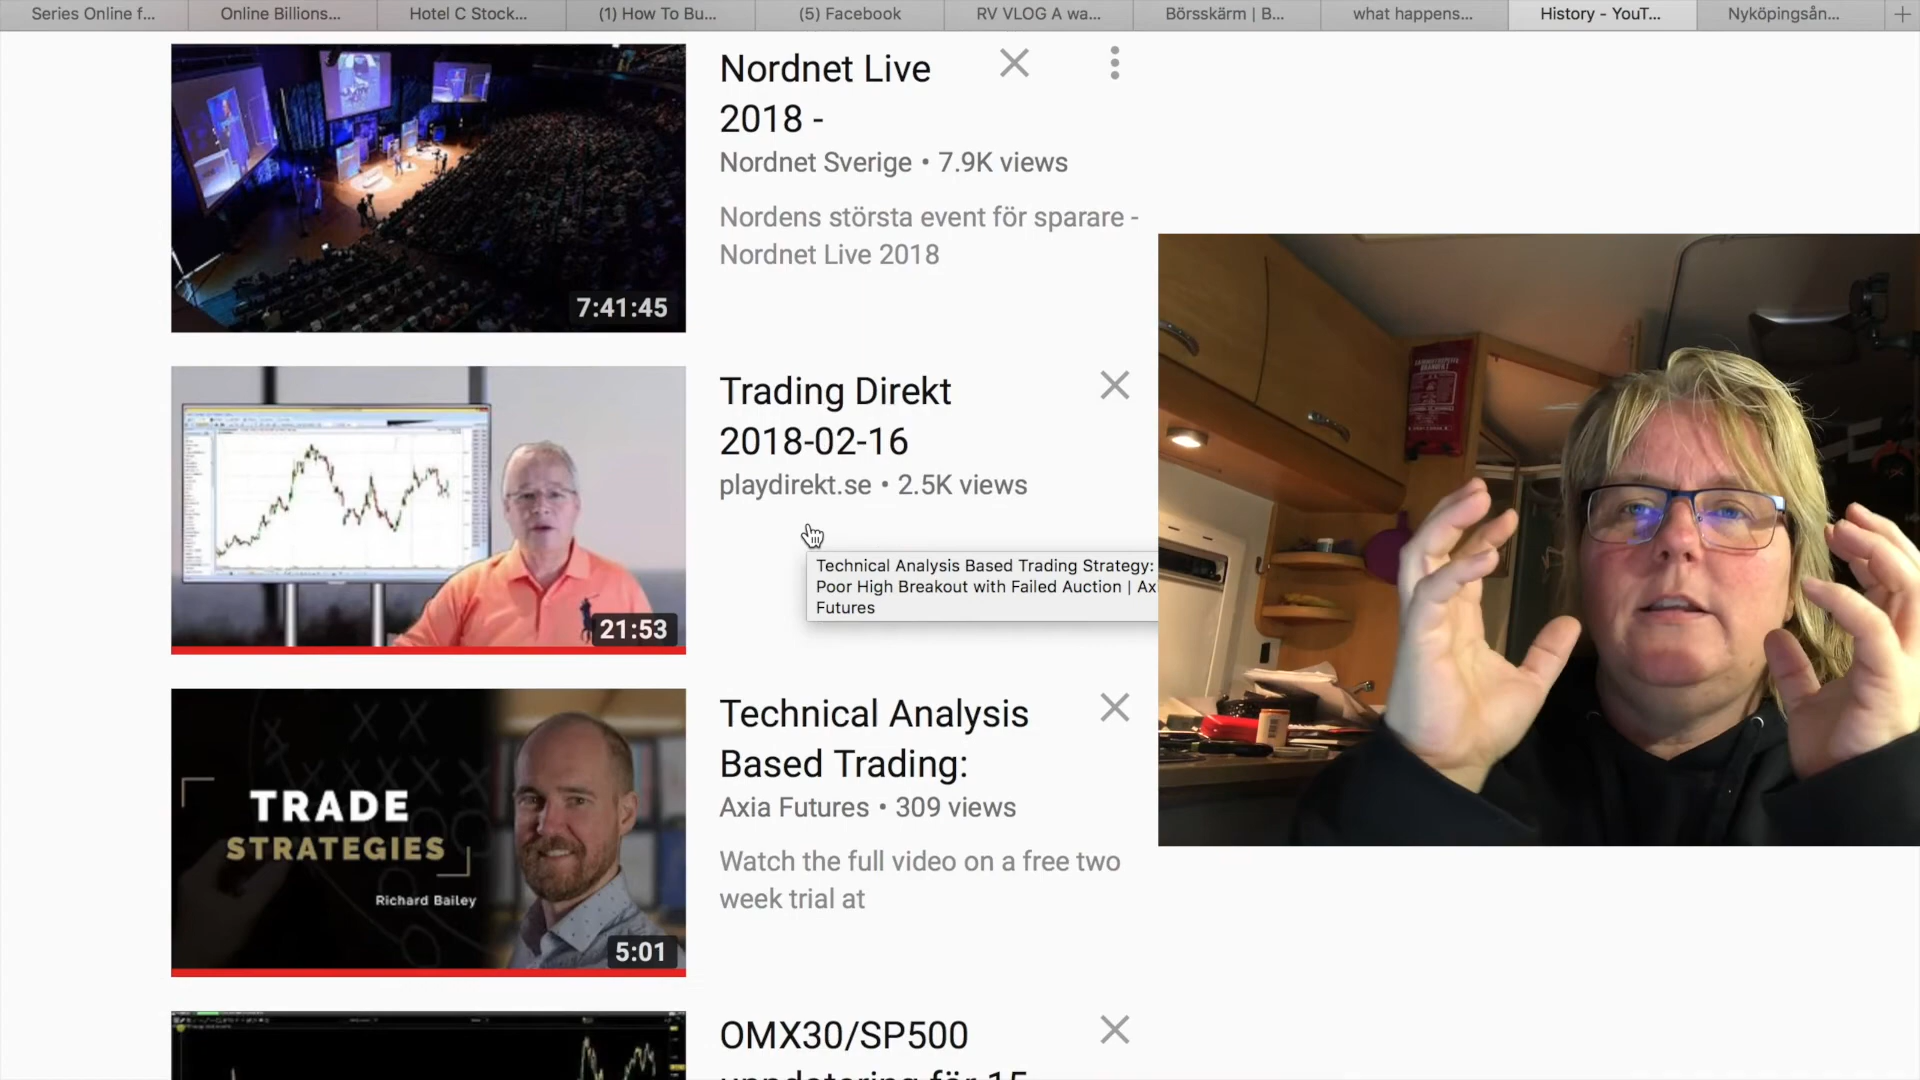 Series Online f...
Online Billions...
Hotel C Stock...
(1) How To Bu...
(5) Facebook
RV VLOG A wa...
Börsskärm | B...
what happens...
History - YouT...
Nyköpingsån...
Nordnet Live
2018 -
Nordnet Sverige • 7.9K views
Nordens största event för sparare -
Nordnet Live 2018
7:41:45
Trading Direkt
2018-02-16
playdirekt.se • 2.5K views
Technical Analysis Based Trading Strategy:
Poor High Breakout with Failed Auction | Ax
Futures
21:53
Technical Analysis
Based Trading:
Axia Futures • 309 views
Watch the full video on a free two
week trial at
TRADE
STRATEGIES
Richard Bailey
5:01
OMX30/SP500
uppdatering för 15